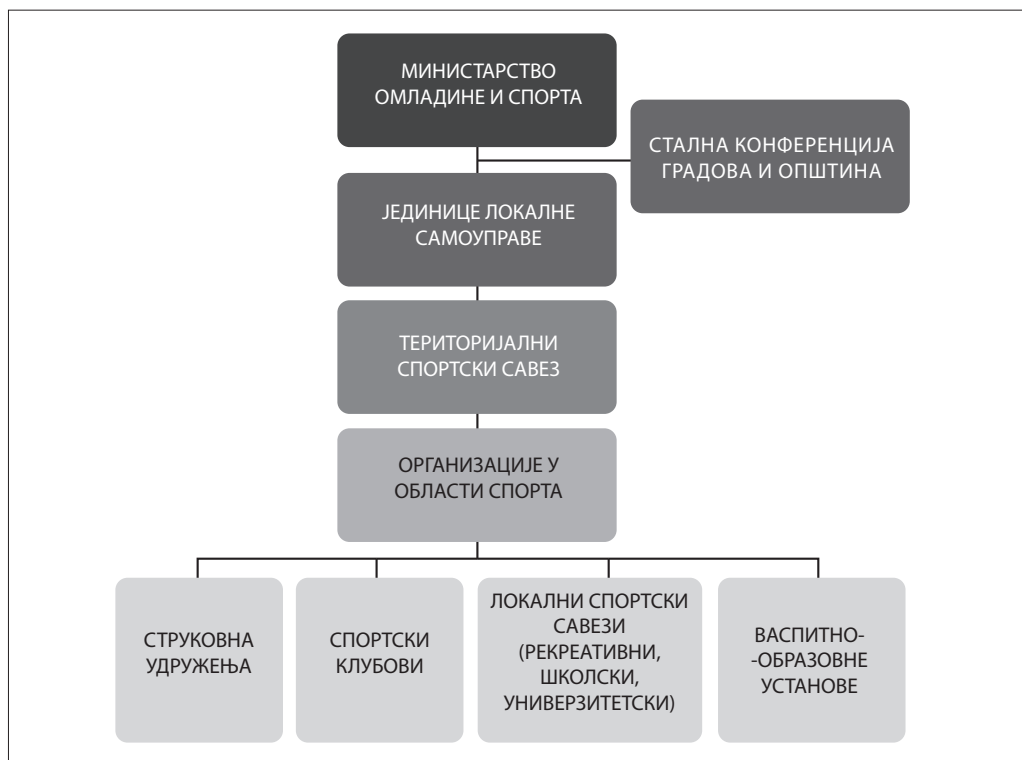 МИНИСТАРСТВО
ОМЛАДИНЕ И СПОРТА
СТАЛНА КОНФЕРЕНЦИЈА
ГРАДОВА И ОПШТИНА
ЈЕДИНИЦЕ ЛОКАЛНЕ
САМОУПРАВЕ
ТЕРИТОРИЈАЛНИ
СПОРТСКИ САВЕЗ
ОРГАНИЗАЦИЈЕ У
ОБЛАСТИ СПОРТА
СТРУКОВНА
УДРУЖЕЊА
СПОРТСКИ
КЛУБОВИ
ЛОКАЛНИ СПОРТСКИ
САВЕЗИ
(РЕКРЕАТИВНИ,
ШКОЛСКИ,
УНИВЕРЗИТЕТСКИ)
ВАСПИТНО-
-ОБРАЗОВНЕ
УСТАНОВЕ